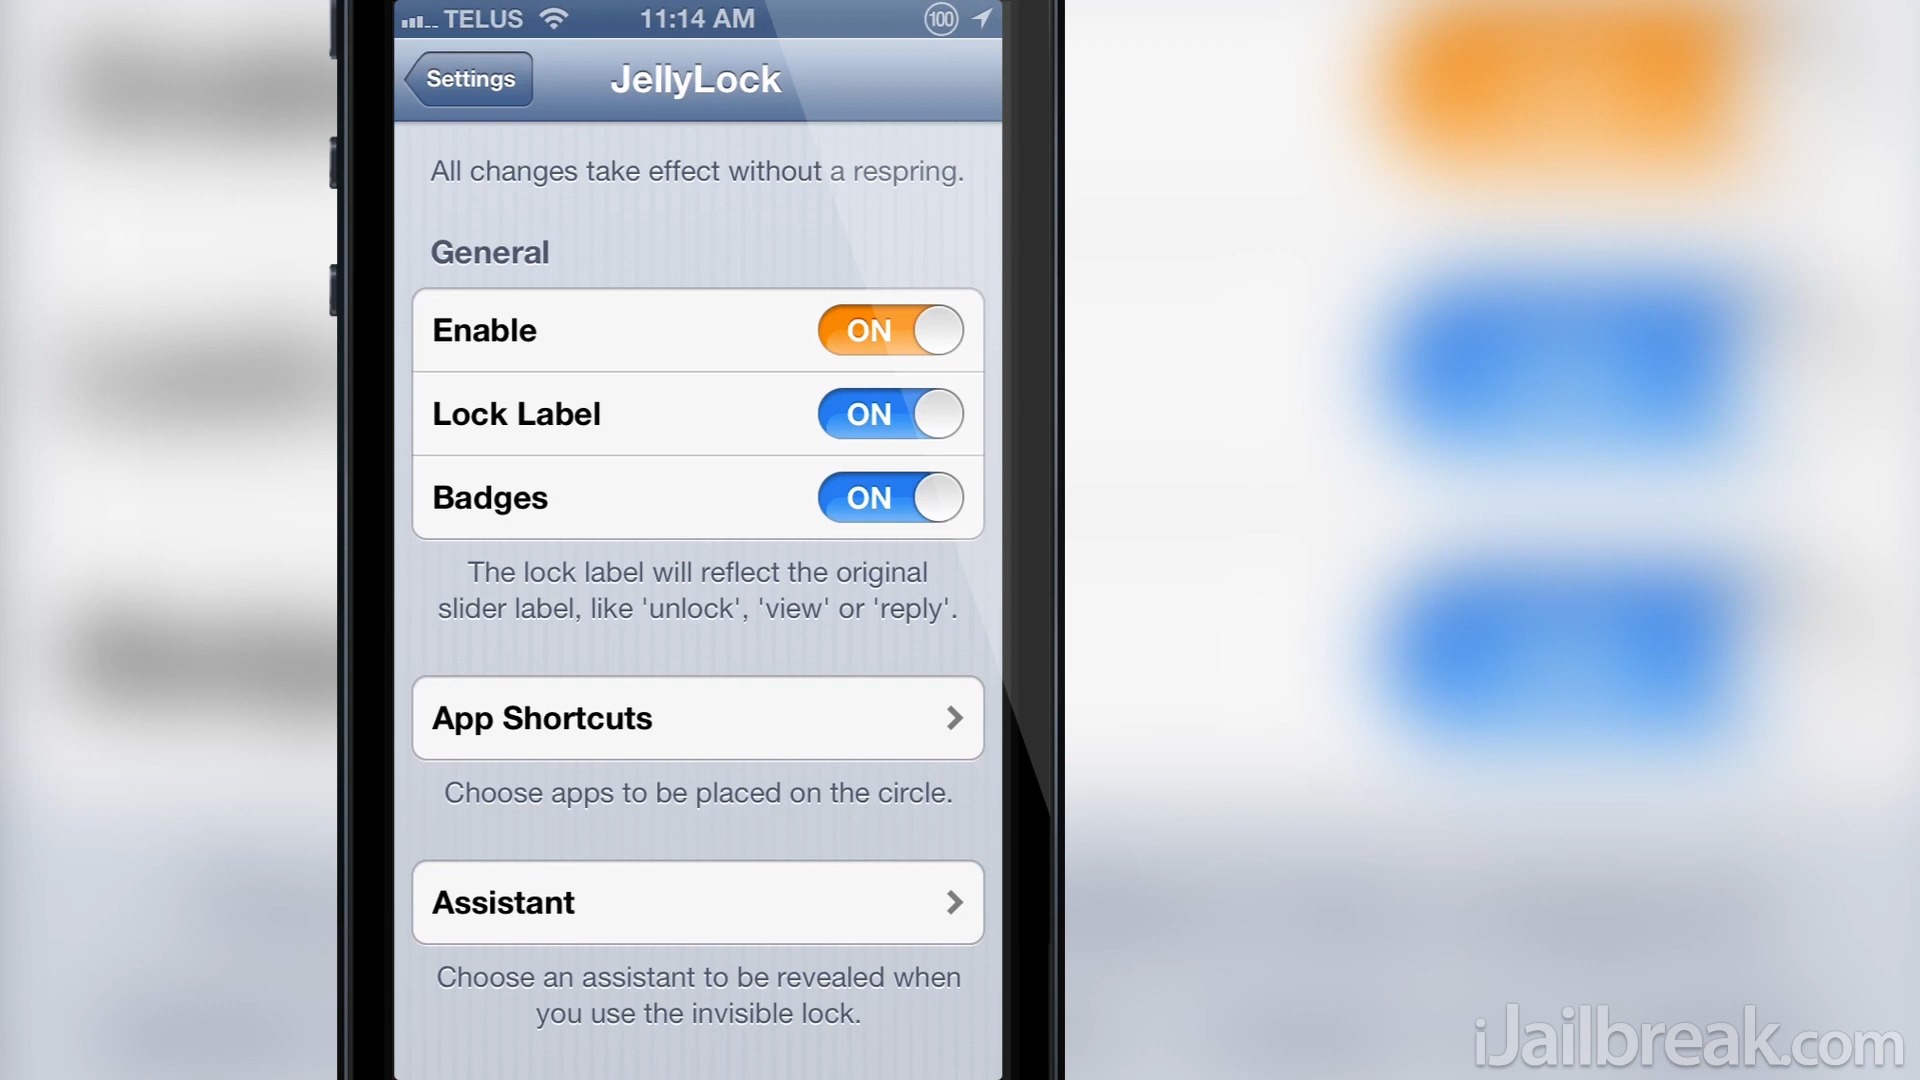 TELUS 11:14 AM 100
Settings JellyLock
All changes take effect without a respring.
General
Enable ON
Lock Label ON
Badges ON
The lock label will reflect the original
slider label, like 'unlock', 'view' or 'reply'.
App Shortcuts
Choose apps to be placed on the circle.
Assistant
Choose an assistant to be revealed when
you use the invisible lock.
iJailbreak.com